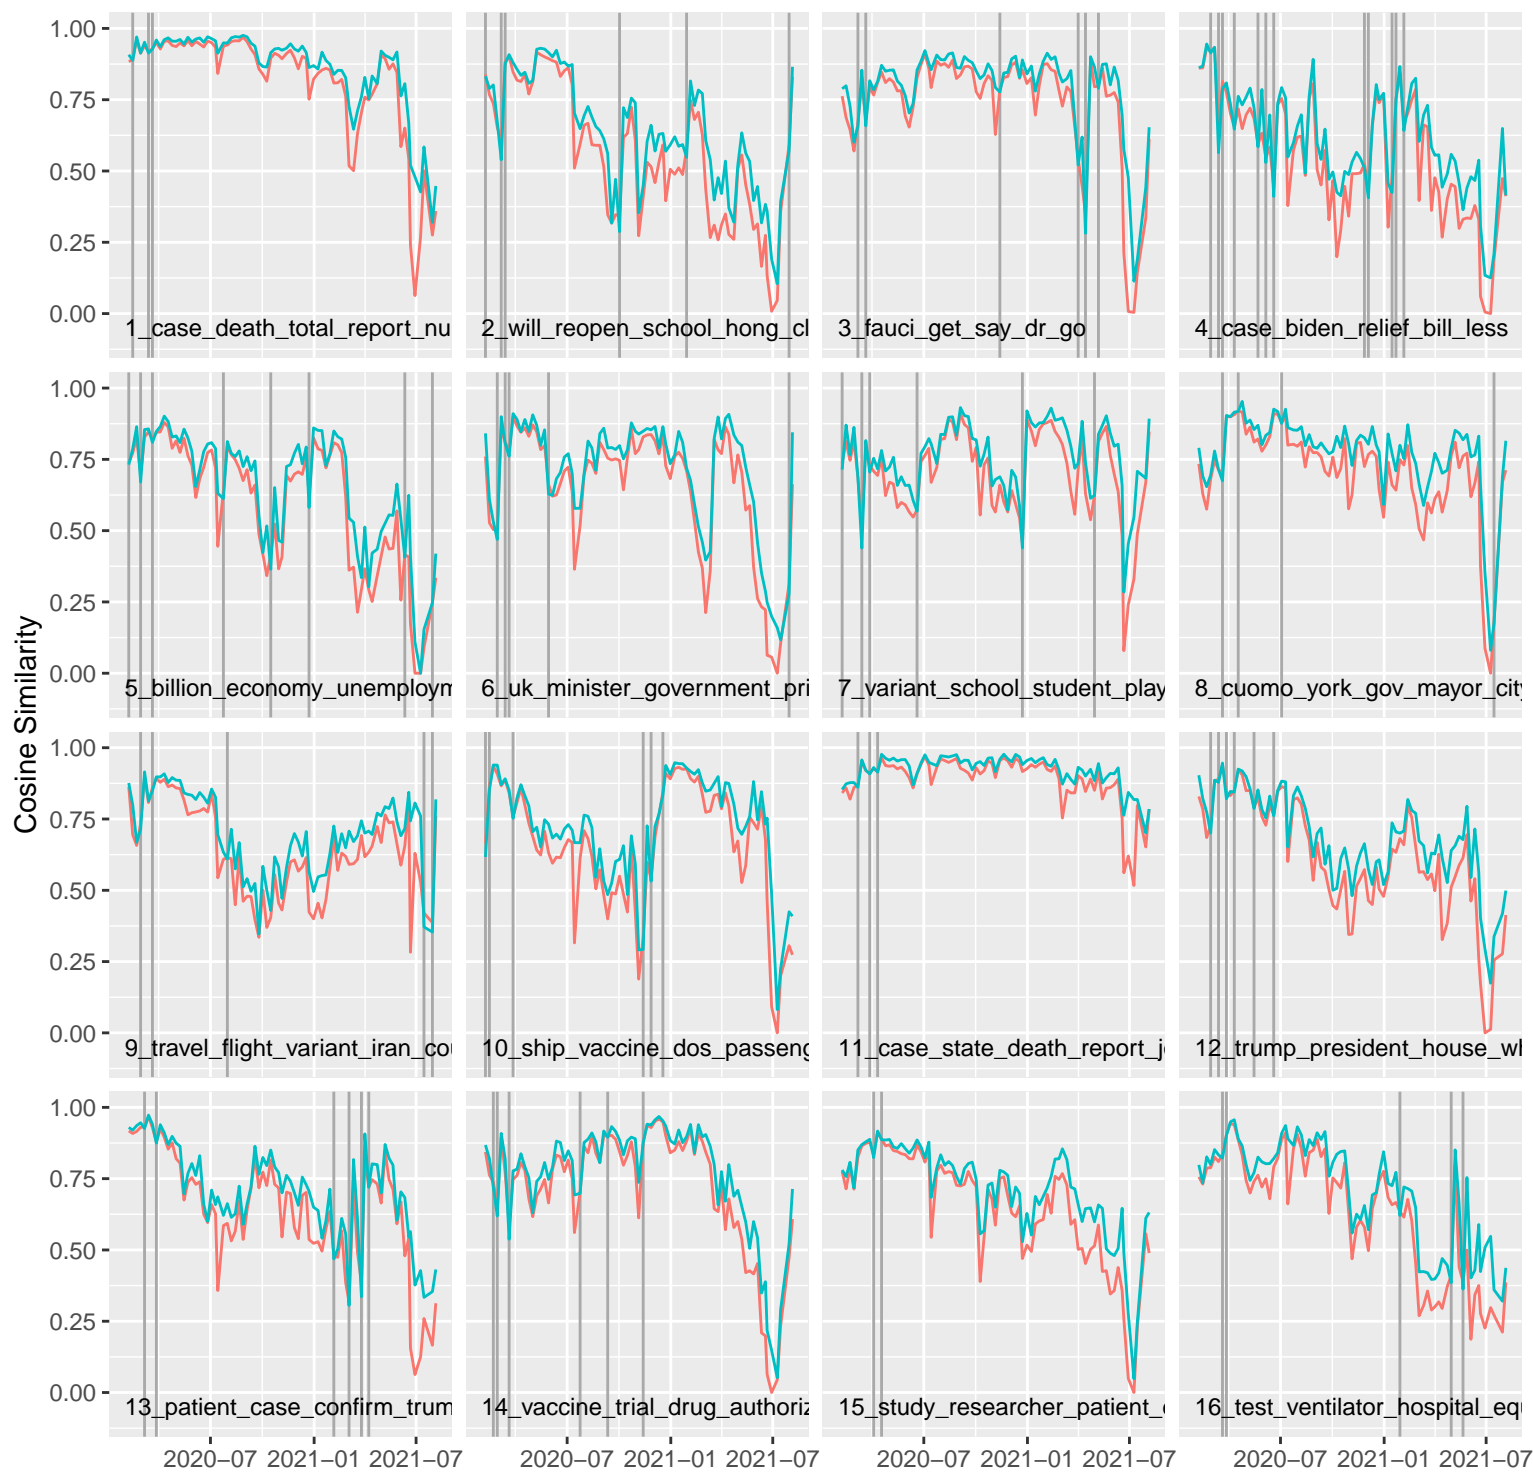 1.00
0.75
0.50
0.25
0.00
1_case_death_total_report_nu
2_will_reopen_school_hong_cl
3_fauci_get_say_dr_go
4_case_biden_relief_bill_less
1.00
0.75
0.50
0.25
0.00
5_billion_economy_unemploym
6_uk_minister_government_pri
7_variant_school_student_play
8_cuomo_york_gov_mayor_city
Cosine Similarity
1.00
0.75
0.50
0.25
0.00
9_travel_flight_variant_iran_cou
10_ship_vaccine_dos_passeng
11_case_state_death_report_j
12_trump_president_house_wh
1.00
0.75
0.50
0.25
0.00
13_patient_case_confirm_trum
14_vaccine_trial_drug_authoriz
15_study_researcher_patient_
16_test_ventilator_hospital_equ
2020−07 2021−01 2021−07 2020−07 2021−01 2021−07 2020−07 2021−01 2021−07 2020−07 2021−01 2021−07